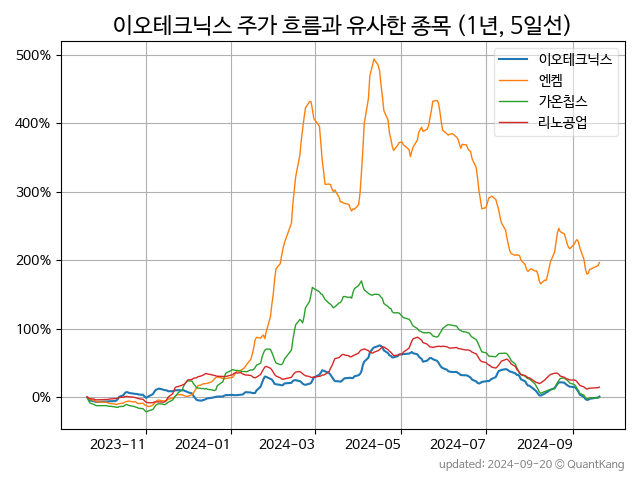 이오테크닉스 주가 흐름과 유사한 종목 (1년, 5일선)
500%
400%
300%
200%
100%
0%
이오테크닉스
엔켐
가온칩스
리노공업
2023-11
2024-01
2024-03
2024-05
2024-07
2024-09
updated: 2024-09-20 © QuantKang